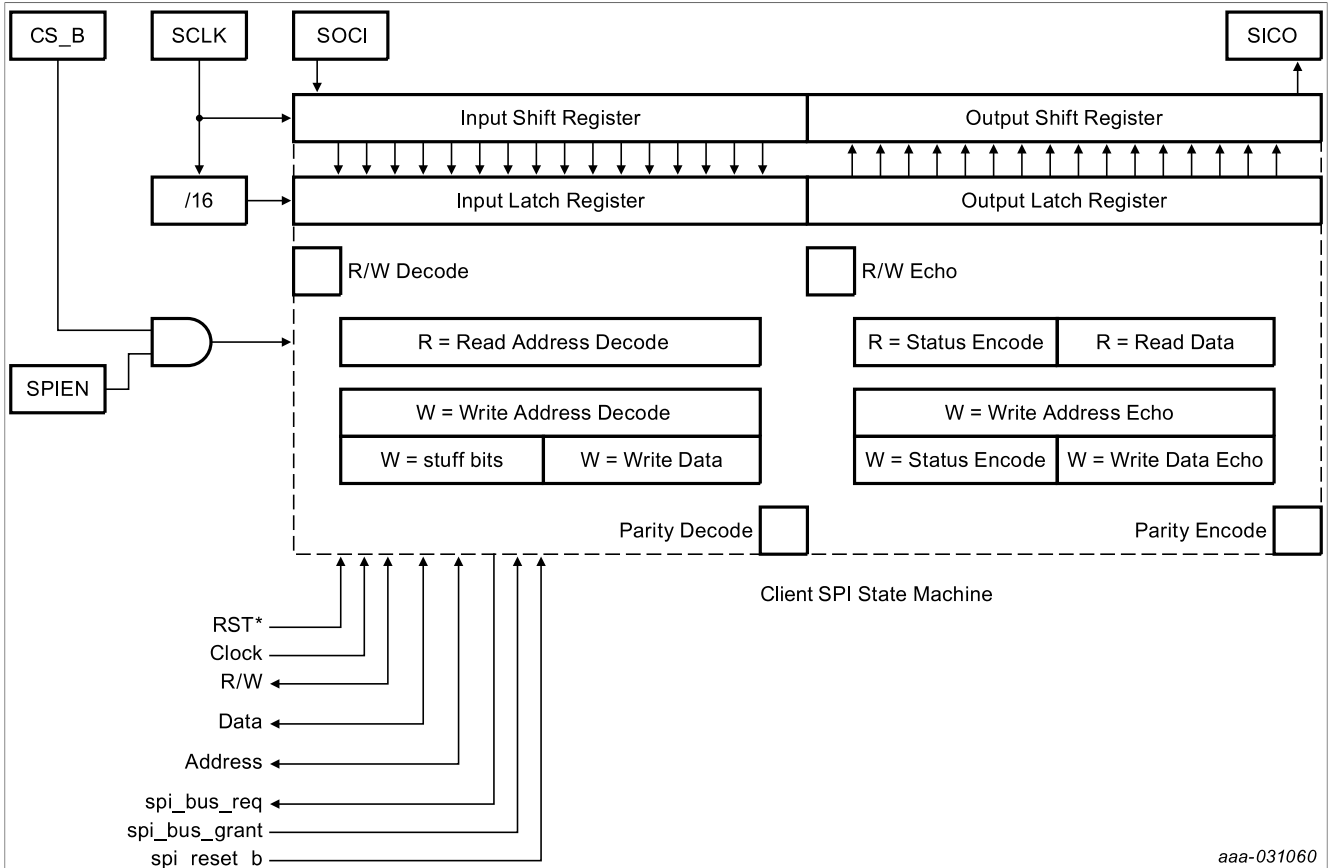 CS_B SCLK SOCI SICO
Input Shift Register Output Shift Register
/16 Input Latch Register Output Latch Register
R/W Decode R/W Echo
R = Read Address Decode R = Status Encode R = Read Data
SPIEN
W = Write Address Decode W = Write Address Echo
W = stuff bits W = Write Data W = Status Encode W = Write Data Echo
Parity Decode Parity Encode
Client SPI State Machine
RST*
Clock
R/W
Data
Address
spi_bus_req
spi_bus_grant
spi_reset_b
aaa-031060